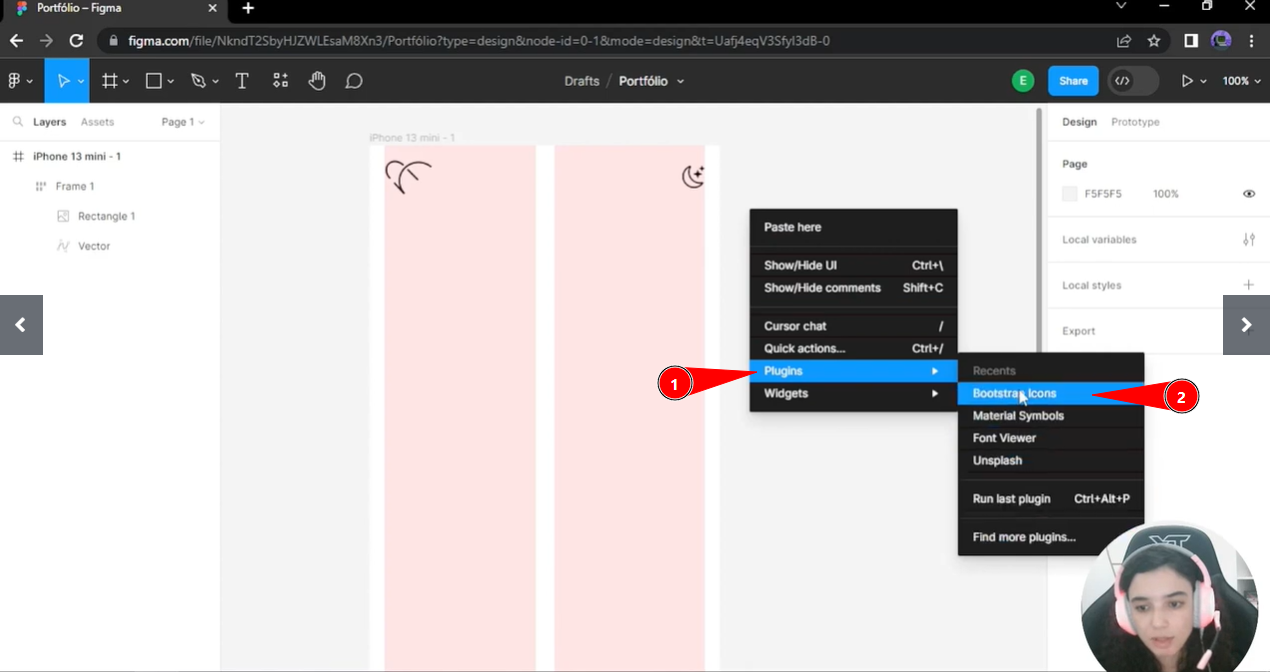 Portfólio – Figma
figma.com/file/NkndT2SbyHJZWLEsaM8Xn3/Portfólio?type=design&node-id=0-1&mode=design&t=Uafj4eqV3SfyI3dB-0
Drafts / Portfólio
E
Share
100%
Layers Assets Page 1
iPhone 13 mini - 1
Frame 1
Rectangle 1
Vector
iPhone 13 mini - 1
Paste here
Show/Hide UI Ctrl+\
Show/Hide comments Shift+C
Cursor chat /
Quick actions... Ctrl+/
Plugins
Widgets
1
Recents
Bootstrap Icons
Material Symbols
Font Viewer
Unsplash
Run last plugin Ctrl+Alt+P
Find more plugins...
2
Design Prototype
Page
F5F5F5 100%
Local variables
Local styles
Export